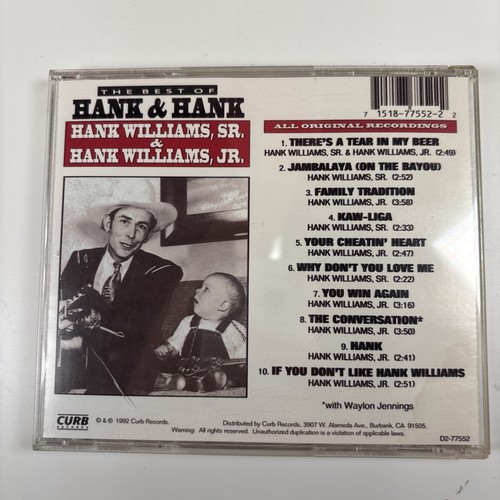 THE BEST OF
HANK & HANK
HANK WILLIAMS, SR.
&
HANK WILLIAMS, JR.
7 1518-77552-2 2
ALL ORIGINAL RECORDINGS
1. THERE'S A TEAR IN MY BEER
HANK WILLIAMS, SR. & HANK WILLIAMS, JR. (2:49)
2. JAMBALAYA (ON THE BAYOU)
HANK WILLIAMS, SR. (2:52)
3. FAMILY TRADITION
HANK WILLIAMS, JR. (3:58)
4. KAW-LIGA
HANK WILLIAMS, SR. (2:33)
5. YOUR CHEATIN' HEART
HANK WILLIAMS, JR. (2:47)
6. WHY DON'T YOU LOVE ME
HANK WILLIAMS, SR. (2:22)
7. YOU WIN AGAIN
HANK WILLIAMS, JR. (3:16)
8. THE CONVERSATION*
HANK WILLIAMS, JR. (3:50)
9. HANK
HANK WILLIAMS, JR. (2:41)
10. IF YOU DON'T LIKE HANK WILLIAMS
HANK WILLIAMS, JR. (2:51)
*with Waylon Jennings
CURB
RECORDS
© & ℗ 1992 Curb Records.
Distributed by Curb Records, 3907 W. Alameda Ave., Burbank, CA 91505.
Warning: All rights reserved. Unauthorized duplication is a violation of applicable laws.
D2-77552